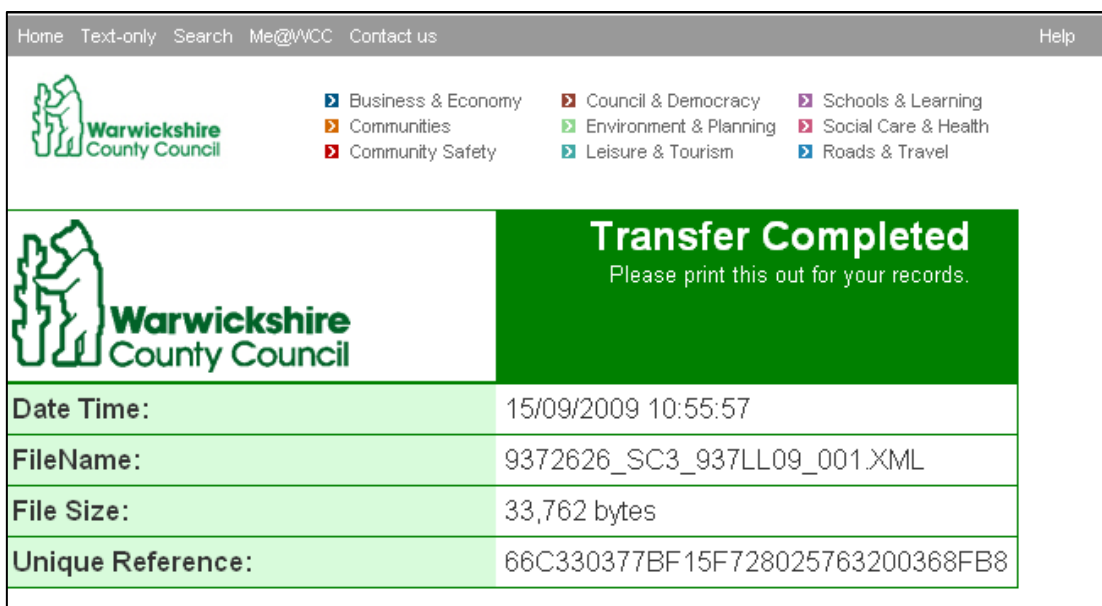 Home Text-only Search Me@WCC Contact us Help
Warwickshire
County Council
Business & Economy Council & Democracy Schools & Learning
Communities Environment & Planning Social Care & Health
Community Safety Leisure & Tourism Roads & Travel
Warwickshire
County Council
Transfer Completed
Please print this out for your records.
Date Time: 15/09/2009 10:55:57
FileName: 9372626_SC3_937LL09_001.XML
File Size: 33,762 bytes
Unique Reference: 66C330377BF15F728025763200368FB8